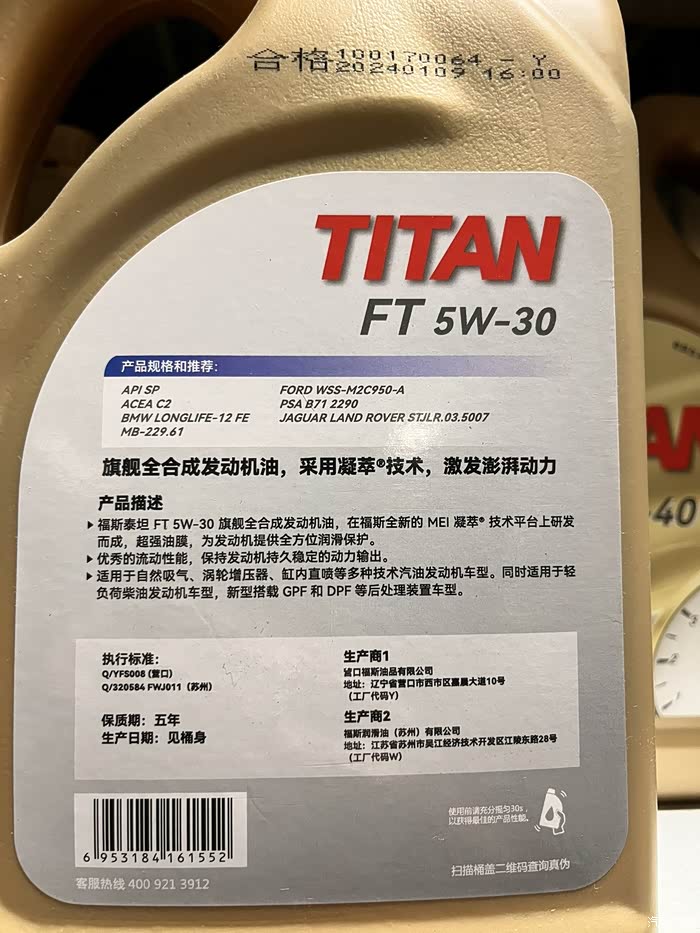 合格100170064 - Y
20240109 16:00
TITAN
FT 5W-30
产品规格和推荐:
API SP
ACEA C2
BMW LONGLIFE-12 FE
MB-229.61
FORD WSS-M2C950-A
PSA B71 2290
JAGUAR LAND ROVER STJLR.03.5007
旗舰全合成发动机油，采用凝萃®技术，激发澎湃动力
产品描述
▶福斯泰坦 FT 5W-30 旗舰全合成发动机油，在福斯全新的 MEI 凝萃® 技术平台上研发
而成，超强油膜，为发动机提供全方位润滑保护。
▶优秀的流动性能，保持发动机持久稳定的动力输出。
▶适用于自然吸气、涡轮增压器、缸内直喷等多种技术汽油发动机车型。同时适用于轻
负荷柴油发动机车型，新型搭载 GPF 和 DPF 等后处理装置车型。
执行标准:
Q/YFS008 (营口)
Q/320584 FWJ011（苏州）
保质期: 五年
生产日期: 见桶身
生产商1
营口福斯油品有限公司
地址: 辽宁省营口市西市区嘉晨大道10号
（工厂代码Y）
生产商2
福斯润滑油（苏州）有限公司
地址: 江苏省苏州市吴江经济技术开发区江陵东路28号
（工厂代码W）
6 953184 161552
客服热线 400 921 3912
使用前请充分摇匀30s，
以获得最佳的产品性能。
扫描桶盖二维码查询真伪
AN
-40